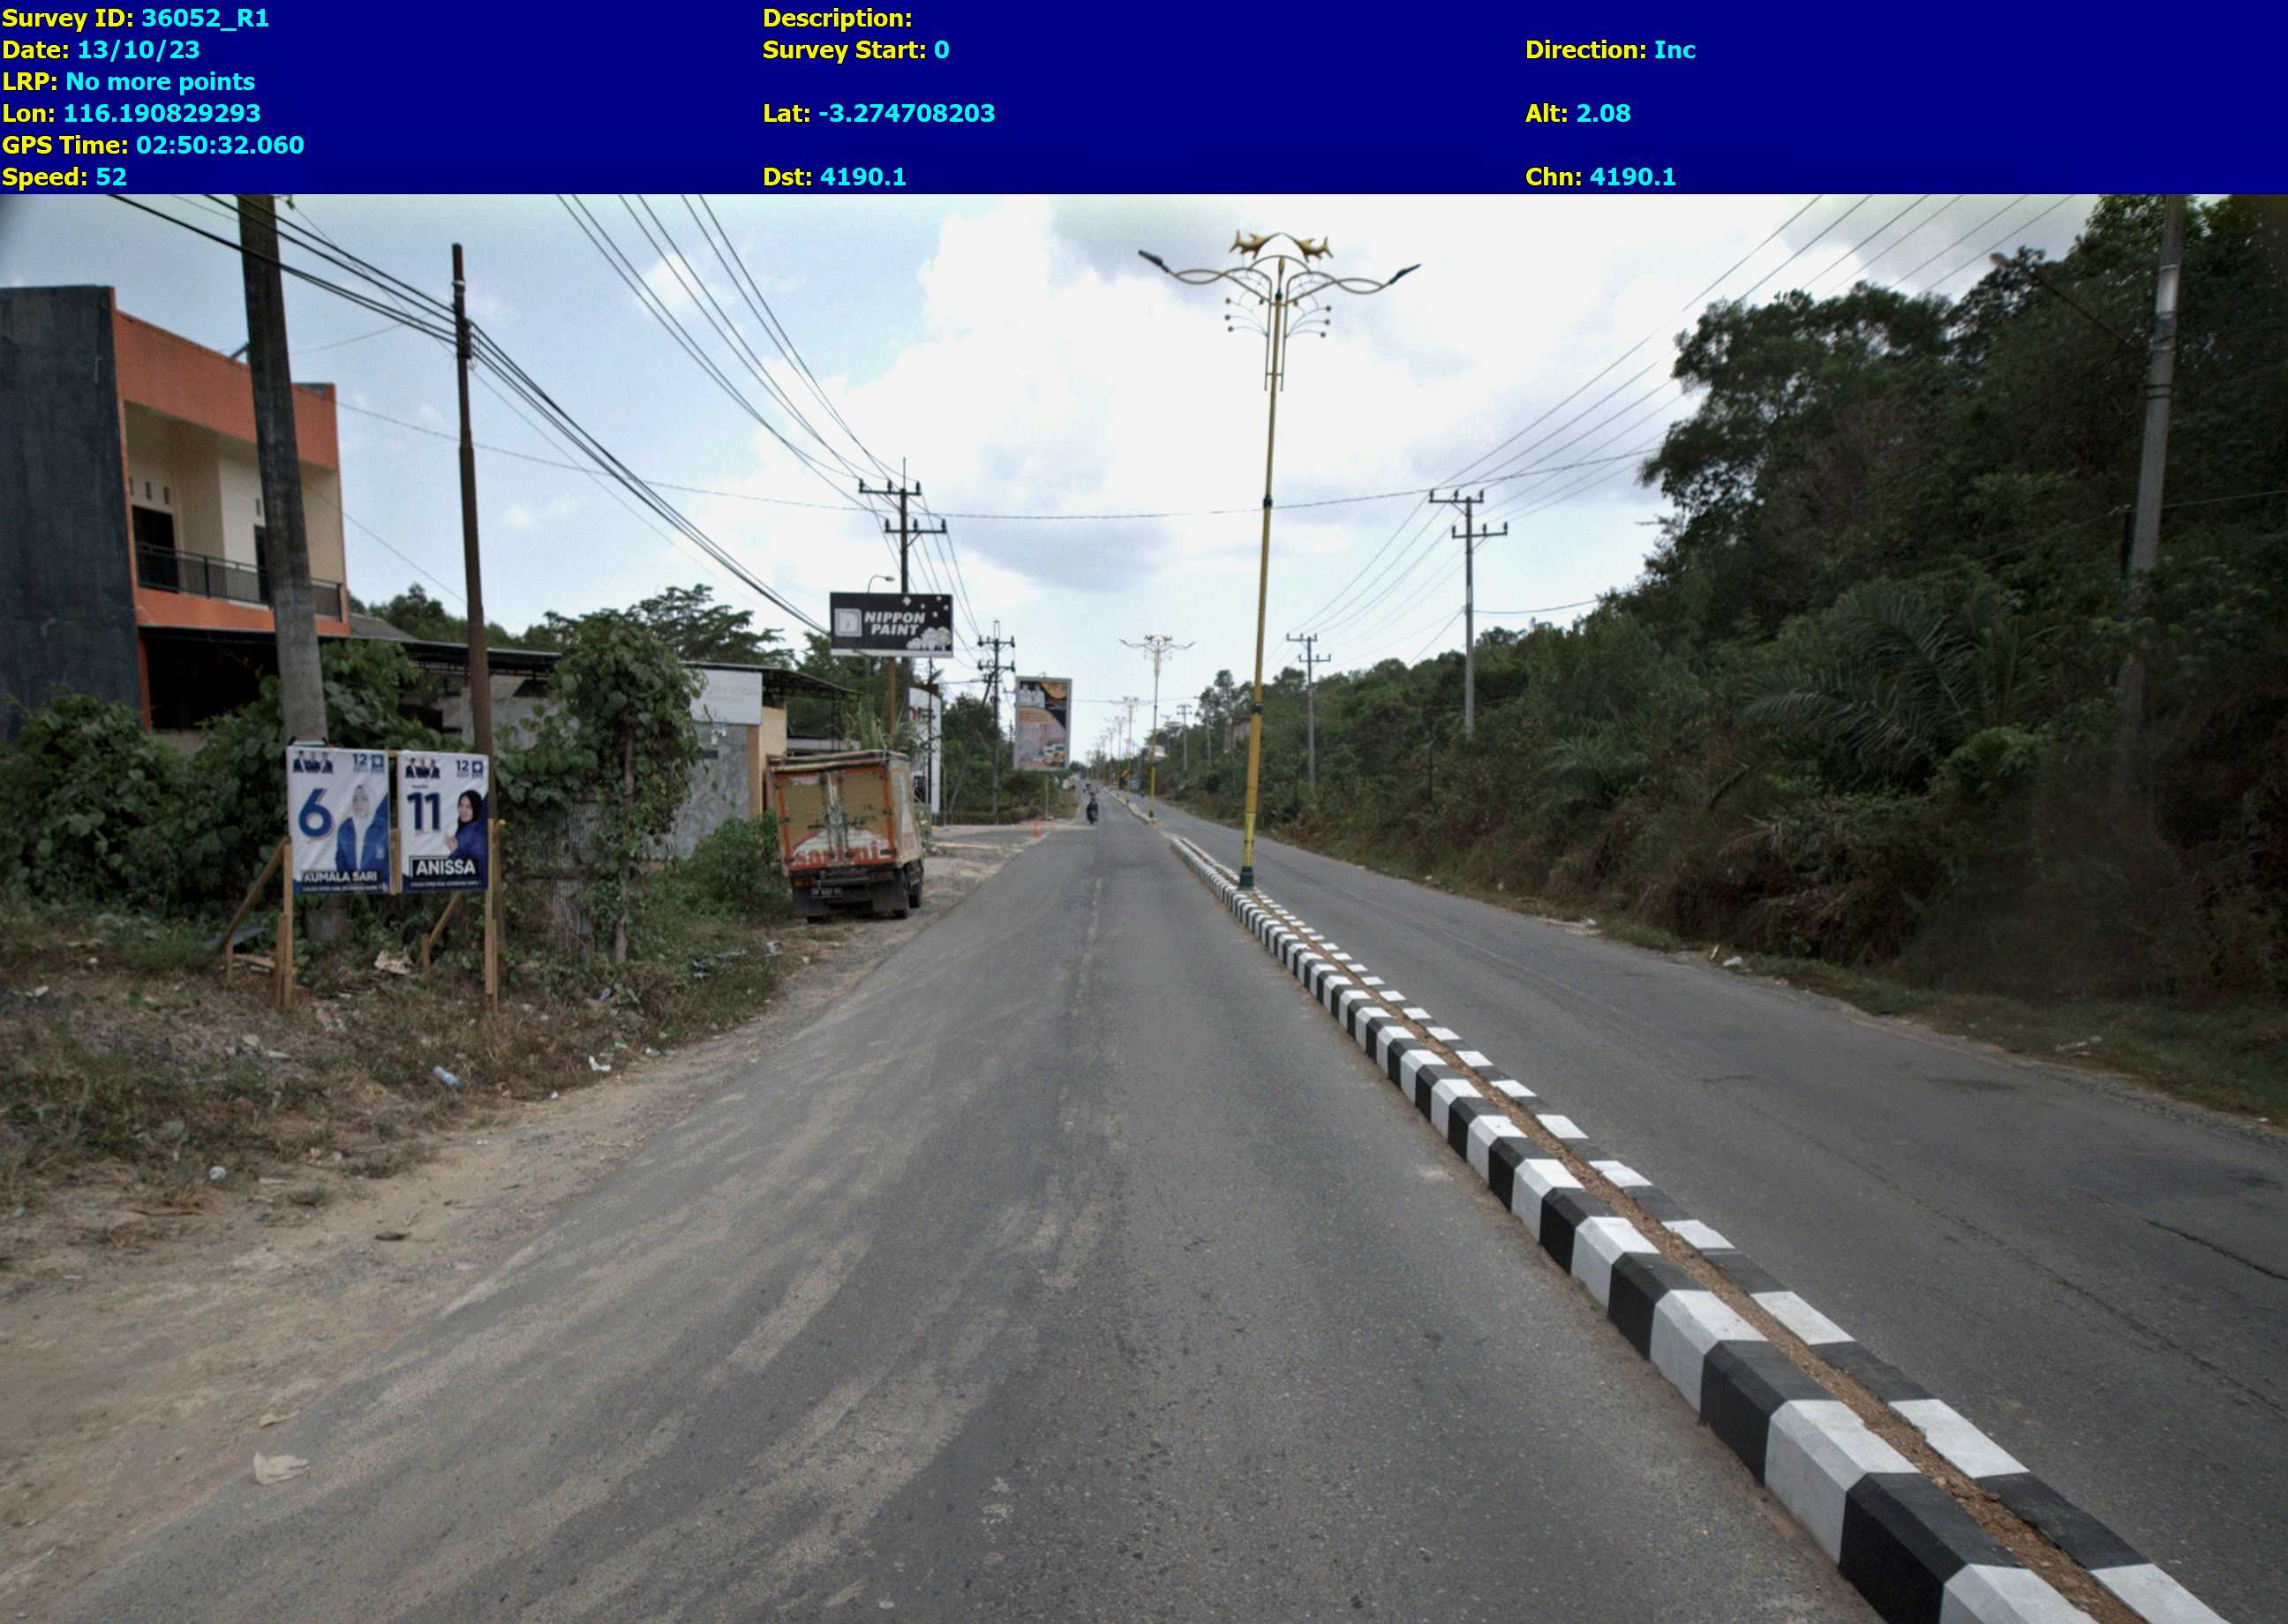 Survey ID: 36052_R1
Description:
Date: 13/10/23
Survey Start: 0
Direction: Inc
LRP: No more points
Lon: 116.190829293
Lat: -3.274708203
Alt: 2.08
GPS Time: 02:50:32.060
Speed: 52
Dst: 4190.1
Chn: 4190.1
NIPPON
PAINT
12
6
KUMALA SARI
12
11
ANISSA